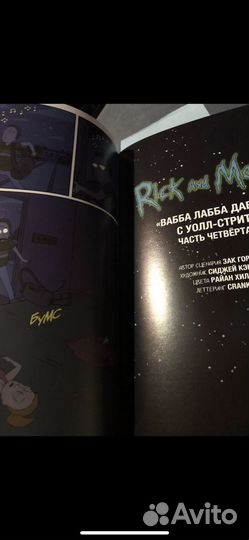 БУМС
RICK AND MO
«ВАББА ЛАББА ДАБ
С УОЛЛ-СТРИТ
ЧАСТЬ ЧЕТВЁРТА
АВТОР СЦЕНАРИЯ ЗАК ГОР
ХУДОЖНИК СИДЖЕЙ КЭН
ЦВЕТА РАЙАН ХИЛ
ЛЕТТЕРИНГ CRANK
Avito